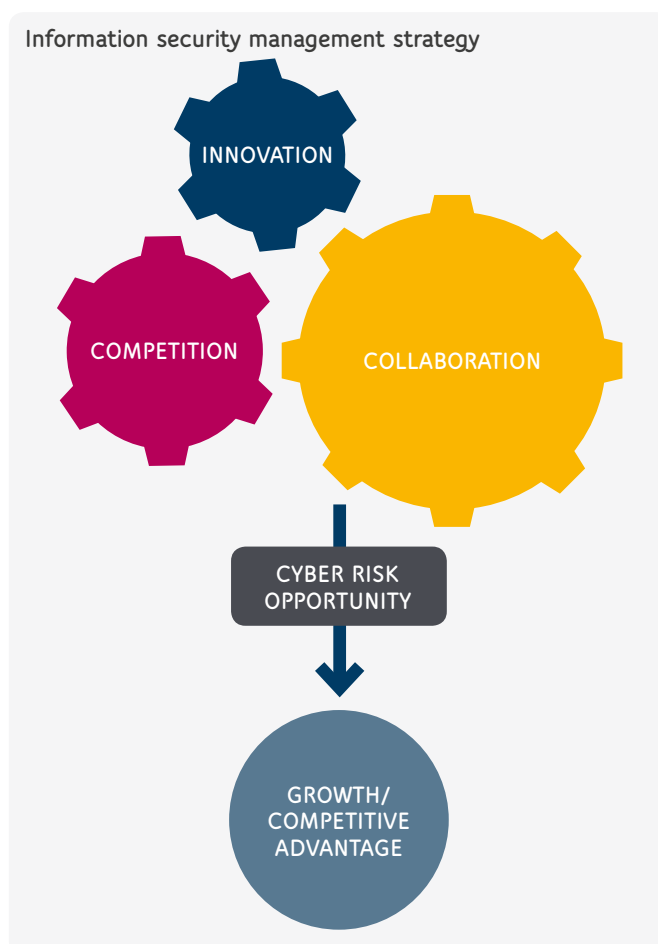 Information security management strategy
INNOVATION
COMPETITION
COLLABORATION
CYBER RISK
OPPORTUNITY
GROWTH/
COMPETITIVE
ADVANTAGE